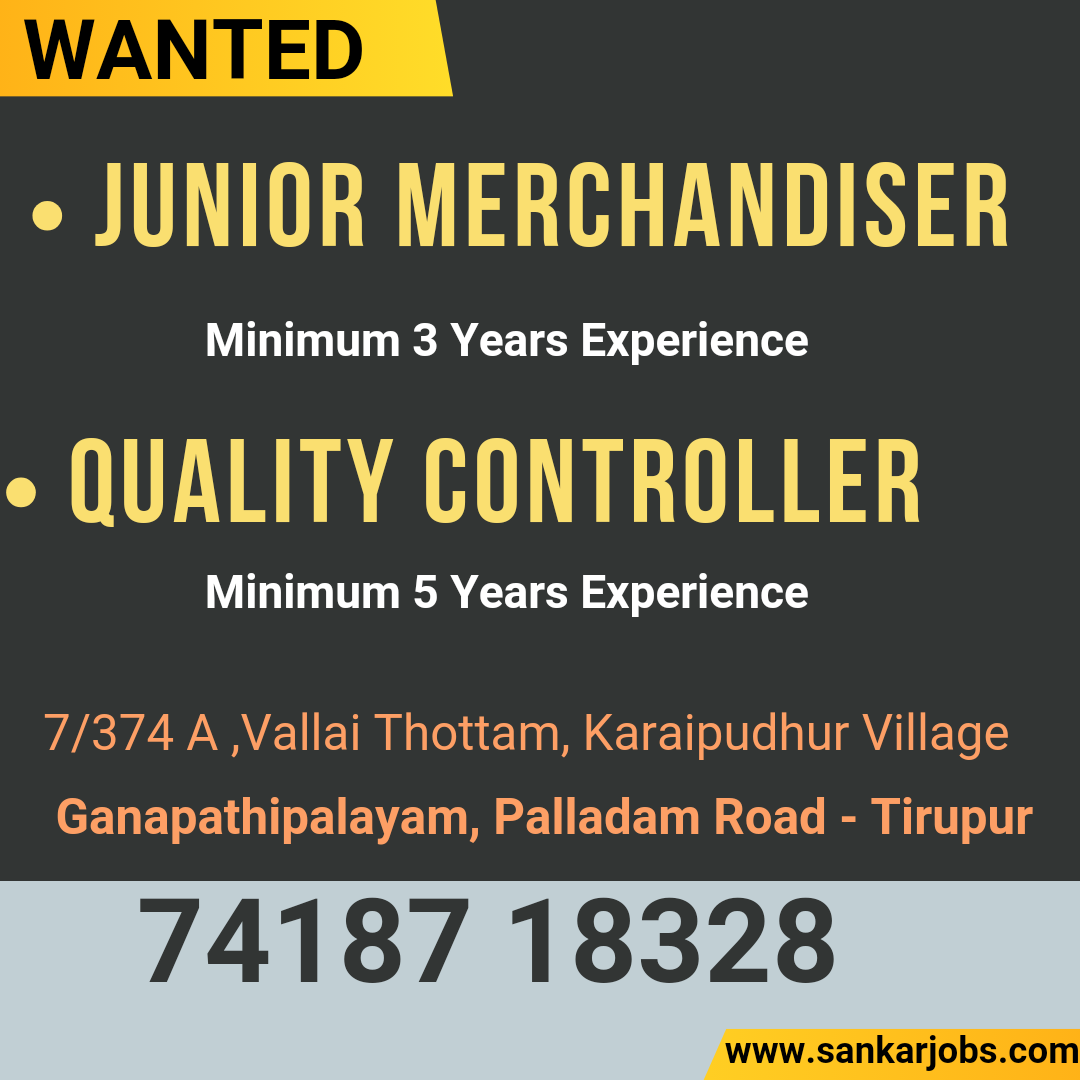 WANTED
• JUNIOR MERCHANDISER
Minimum 3 Years Experience
• QUALITY CONTROLLER
Minimum 5 Years Experience
7/374 A ,Vallai Thottam, Karaipudhur Village
Ganapathipalayam, Palladam Road - Tirupur
74187 18328
www.sankarjobs.com